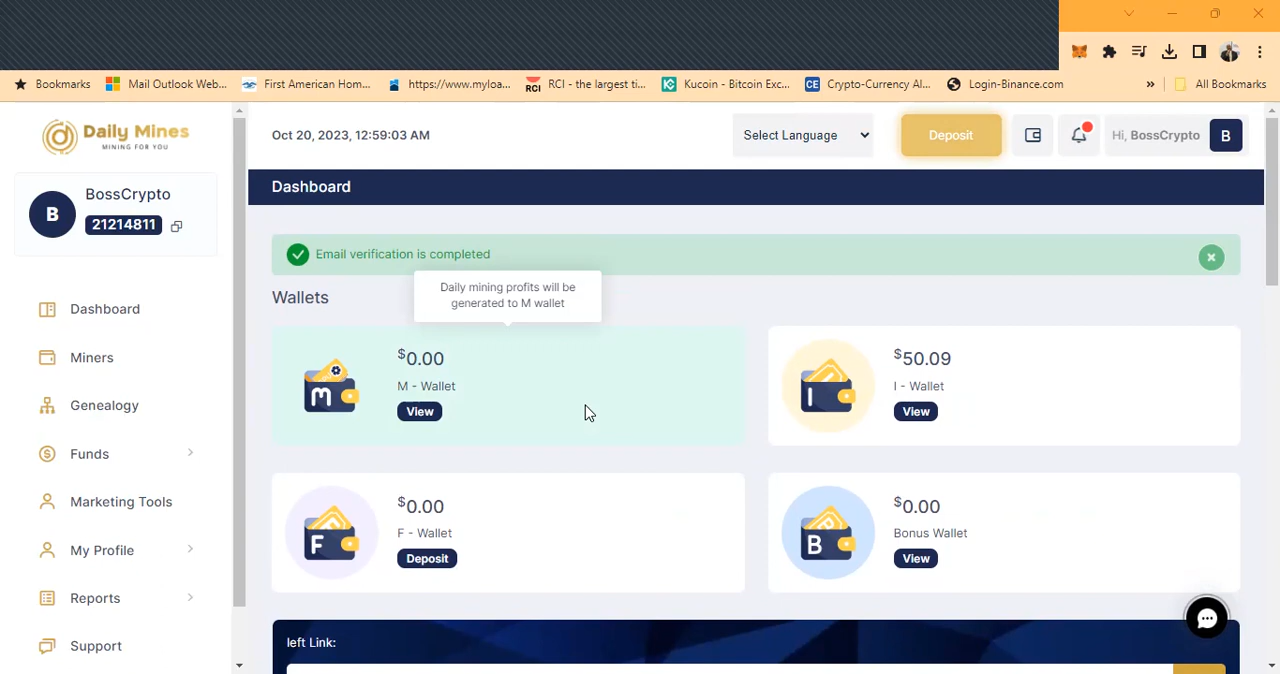 Bookmarks
Mail Outlook Web...
First American Hom...
https://www.myloa...
RCI
RCI - the largest ti...
Kucoin - Bitcoin Exc...
CE
Crypto-Currency Al...
Login-Binance.com
»
All Bookmarks
Daily Mines
MINING FOR YOU
Oct 20, 2023, 12:59:03 AM
Select Language
Deposit
Hi, BossCrypto
B
B
BossCrypto
21214811
Dashboard
Email verification is completed
Daily mining profits will be
generated to M wallet
Wallets
Dashboard
Miners
Genealogy
Funds
Marketing Tools
My Profile
Reports
Support
M
$0.00
M - Wallet
View
I
$50.09
I - Wallet
View
F
$0.00
F - Wallet
Deposit
B
$0.00
Bonus Wallet
View
left Link: